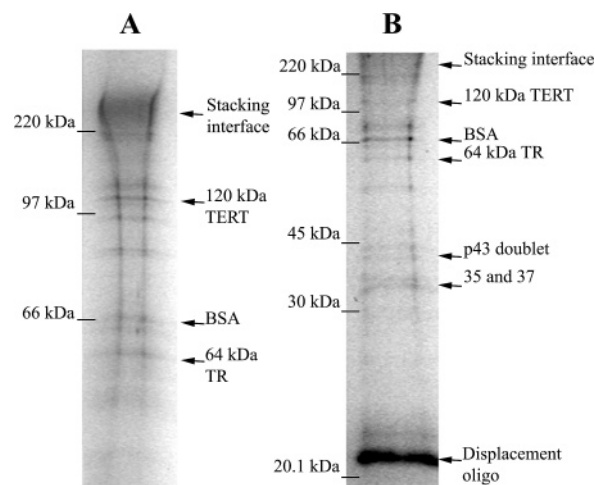 A
220 kDa
Stacking
interface
97 kDa
120 kDa
TERT
66 kDa
BSA
64 kDa
TR
B
220 kDa
Stacking interface
97 kDa
120 kDa TERT
66 kDa
BSA
64 kDa TR
45 kDa
p43 doublet
35 and 37
30 kDa
Displacement
oligo
20.1 kDa